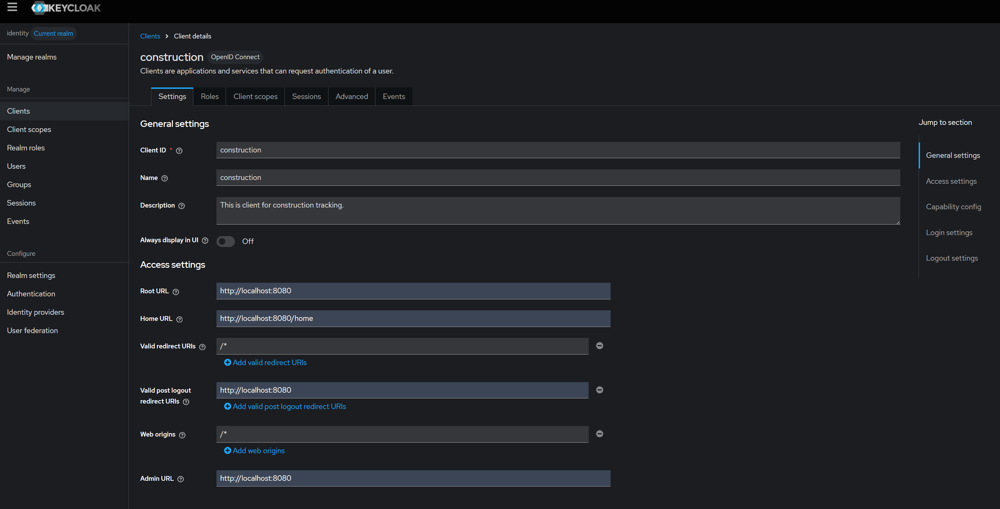 KEYCLOAK
identity Current realm
Manage realms
Manage
Clients
Client scopes
Realm roles
Users
Groups
Sessions
Events
Configure
Realm settings
Authentication
Identity providers
User federation
Clients > Client details
construction OpenID Connect
Clients are applications and services that can request authentication of a user.
Settings Roles Client scopes Sessions Advanced Events
General settings
Client ID * construction
Name construction
Description This is client for construction tracking.
Always display in UI Off
Access settings
Root URL http://localhost:8080
Home URL http://localhost:8080/home
Valid redirect URIs /*
Add valid redirect URIs
Valid post logout
redirect URIs http://localhost:8080
Add valid post logout redirect URIs
Web origins /*
Add web origins
Admin URL http://localhost:8080
Jump to section
General settings
Access settings
Capability config
Login settings
Logout settings